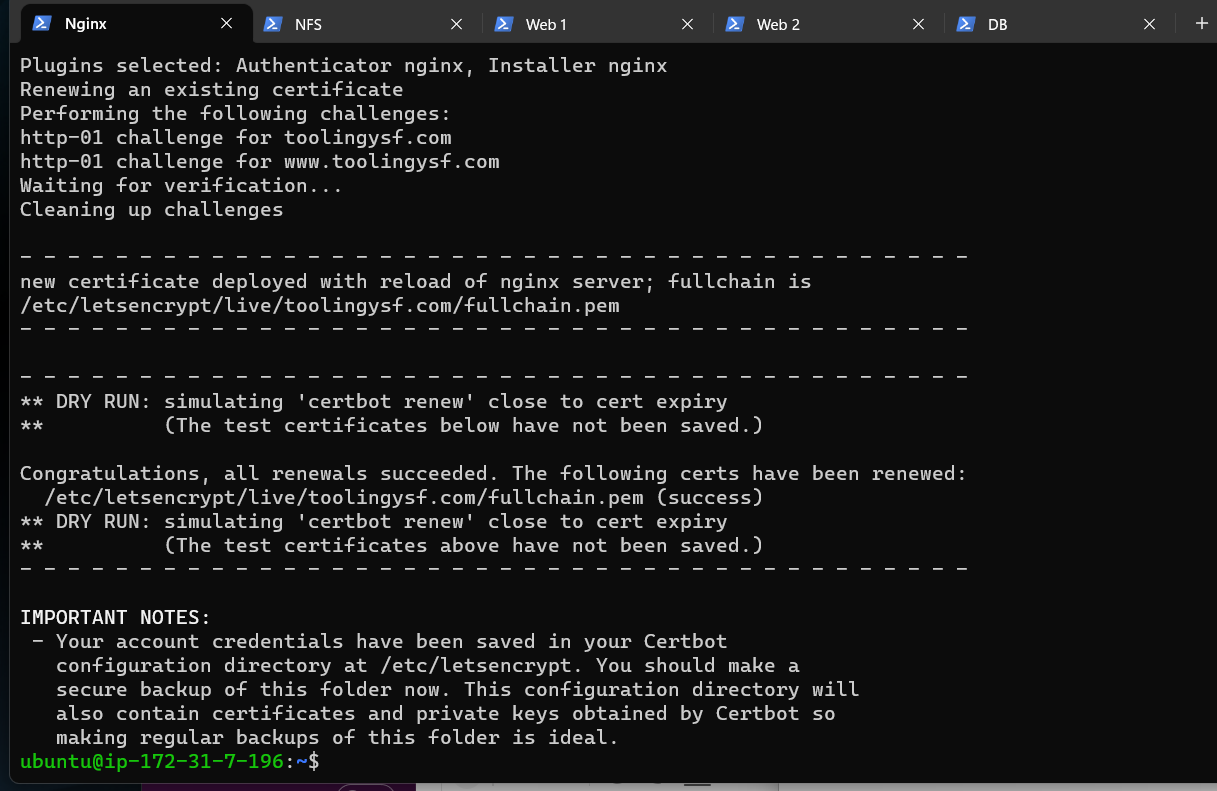 Nginx
NFS
Web 1
Web 2
DB
Plugins selected: Authenticator nginx, Installer nginx
Renewing an existing certificate
Performing the following challenges:
http-01 challenge for toolingysf.com
http-01 challenge for www.toolingysf.com
Waiting for verification...
Cleaning up challenges
- - - - - - - - - - - - - - - - - - - - - - - - - - - - - - - - - - - - - - - -
new certificate deployed with reload of nginx server; fullchain is
/etc/letsencrypt/live/toolingysf.com/fullchain.pem
- - - - - - - - - - - - - - - - - - - - - - - - - - - - - - - - - - - - - - - -
- - - - - - - - - - - - - - - - - - - - - - - - - - - - - - - - - - - - - - - -
** DRY RUN: simulating 'certbot renew' close to cert expiry
**          (The test certificates below have not been saved.)
Congratulations, all renewals succeeded. The following certs have been renewed:
  /etc/letsencrypt/live/toolingysf.com/fullchain.pem (success)
** DRY RUN: simulating 'certbot renew' close to cert expiry
**          (The test certificates above have not been saved.)
- - - - - - - - - - - - - - - - - - - - - - - - - - - - - - - - - - - - - - - -
IMPORTANT NOTES:
 - Your account credentials have been saved in your Certbot
   configuration directory at /etc/letsencrypt. You should make a
   secure backup of this folder now. This configuration directory will
   also contain certificates and private keys obtained by Certbot so
   making regular backups of this folder is ideal.
ubuntu@ip-172-31-7-196:~$